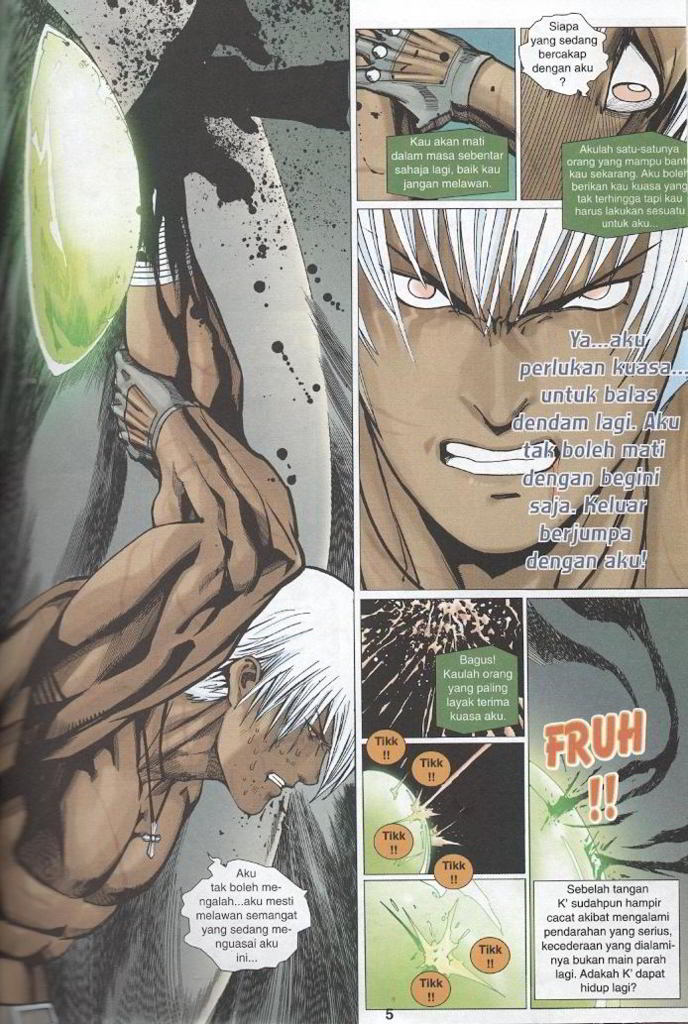 Aku
tak boleh me-
ngalah...aku mesti
melawan semangat
yang sedang me-
nguasai aku
ini...
Kau akan mati
dalam masa sebentar
sahaja lagi, baik kau
jangan melawan.
Siapa
yang sedang
bercakap
dengan aku
?
Akulah satu-satunya
orang yang mampu bant
kau sekarang. Aku boleh
berikan kau kuasa yang
tak terhingga tapi kau
harus lakukan sesuatu
untuk aku...
Ya...aku
perlukan kuasa...
untuk balas
dendam lagi. Aku
tak boleh mati
dengan begini
saja. Keluar
berjumpa
dengan aku!
Bagus!
Kaulah orang
yang paling
layak terima
kuasa aku.
Tikk
!!
Tikk
!!
Tikk
!!
Tikk
!!
Tikk
!!
Tikk
!!
FRUH
!!
Sebelah tangan
K' sudahpun hampir
cacat akibat mengalami
pendarahan yang serius,
kecederaan yang dialami-
nya bukan main parah
lagi. Adakah K' dapat
hidup lagi?
5